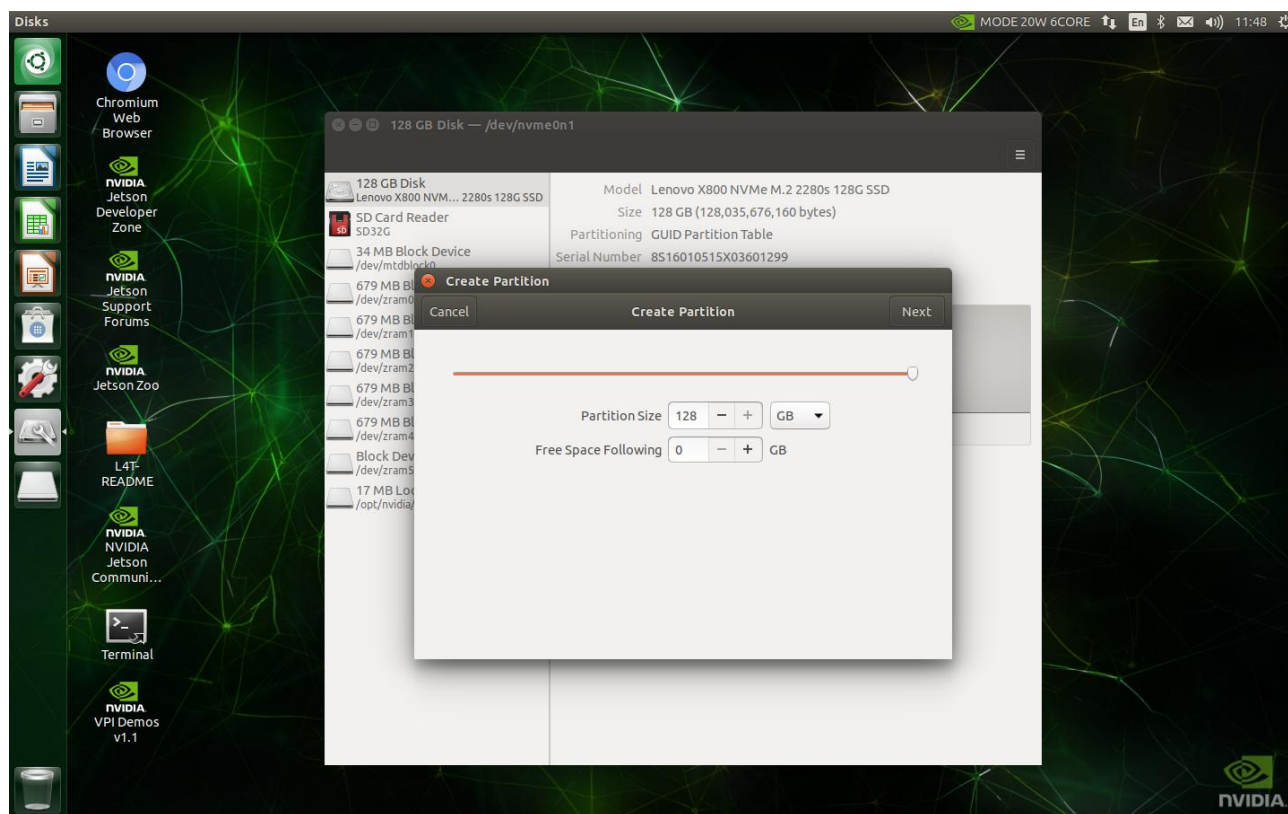 Disks
MODE 20W 6CORE
En
11:48
Chromium
Web
Browser
NVIDIA.
Jetson
Developer
Zone
NVIDIA.
Jetson
Support
Forums
NVIDIA.
Jetson Zoo
L4T-
README
NVIDIA.
NVIDIA
Jetson
Communi...
>_
Terminal
NVIDIA.
VPI Demos
v1.1
128 GB Disk — /dev/nvme0n1
128 GB Disk
Lenovo X800 NVM... 2280s 128G SSD
SD
SD Card Reader
SD32G
34 MB Block Device
/dev/mtdblock0
679 MB Bl
/dev/zram0
679 MB Bl
/dev/zram1
679 MB Bl
/dev/zram2
679 MB Bl
/dev/zram3
679 MB Bl
/dev/zram4
Block Dev
/dev/zram5
17 MB Loo
/opt/nvidia/
Model Lenovo X800 NVMe M.2 2280s 128G SSD
Size 128 GB (128,035,676,160 bytes)
Partitioning GUID Partition Table
Serial Number 8S16010515X03601299
Create Partition
Cancel Create Partition Next
Partition Size 128 − + GB
Free Space Following 0 − + GB
NVIDIA.